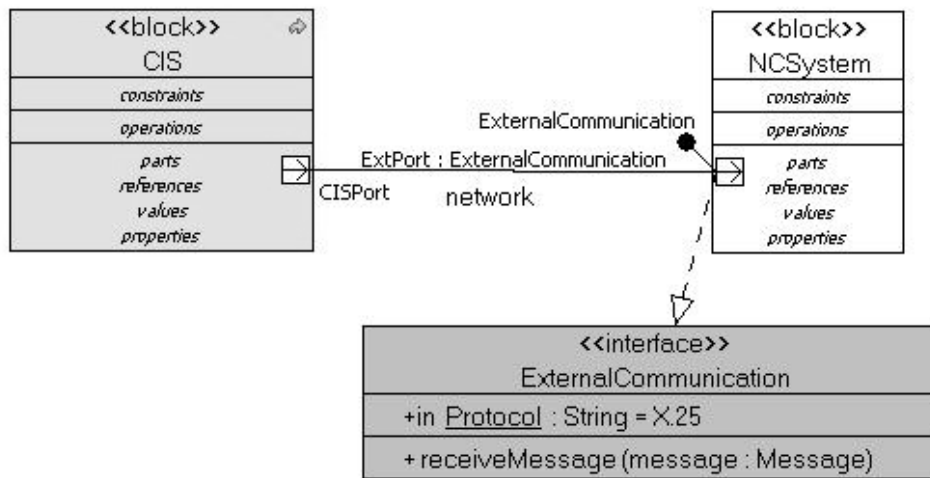 <<block>>
CIS
constraints
operations
parts
references
values
properties
CISPort
ExtPort : ExternalCommunication
network
ExternalCommunication
<<block>>
NCSystem
constraints
operations
parts
references
values
properties
<<interface>>
ExternalCommunication
+in Protocol : String = X.25
+ receiveMessage (message : Message)